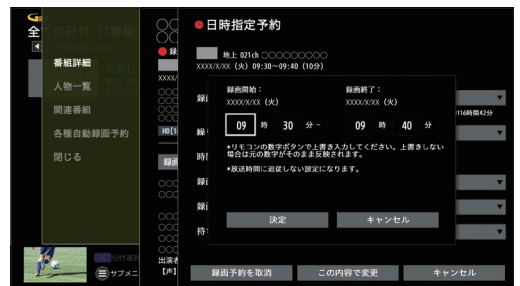 全ての日付（7番組）
番組詳細
人物一覧
関連番組
各種自動録画予約
閉じる
サブメニ
出演者
【声】
日時指定予約
地上 021ch ○○○○○○○○○
XXXX/X/XX（火）09:30～09:40（10分）
録画開始：
XXXX/X/XX（火）
録画終了：
XXXX/X/XX（火）
09 時 30 分 ～ 09 時 40 分
116時間42分
*リモコンの数字ボタンで上書き入力してください。上書きしない
場合は元の数字がそのまま反映されます。
*放送時間に追従しない設定になります。
決定
キャンセル
録画予約を取消
この内容で変更
キャンセル